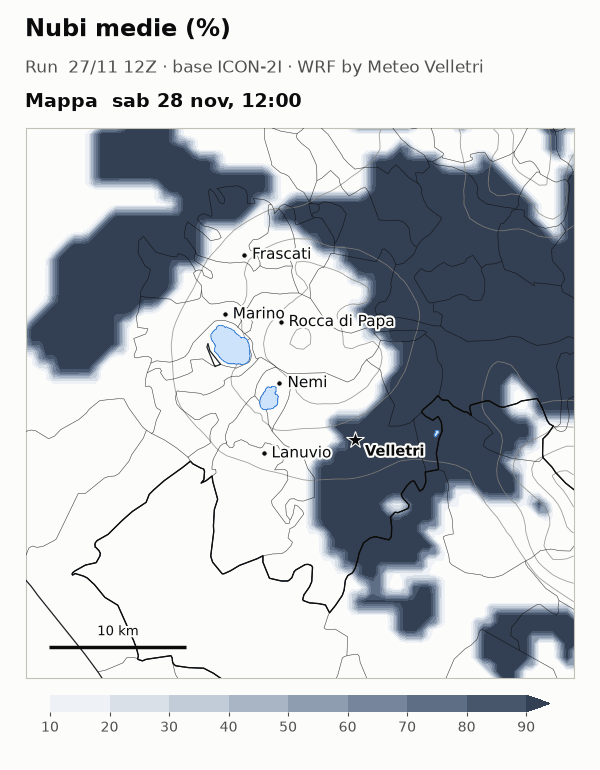 Nubi medie (%)
Run  27/11 12Z · base ICON-2I · WRF by Meteo Velletri
Mappa  sab 28 nov, 12:00
Frascati
Marino
Rocca di Papa
Nemi
Velletri
Lanuvio
10 km
10 20 30 40 50 60 70 80 90